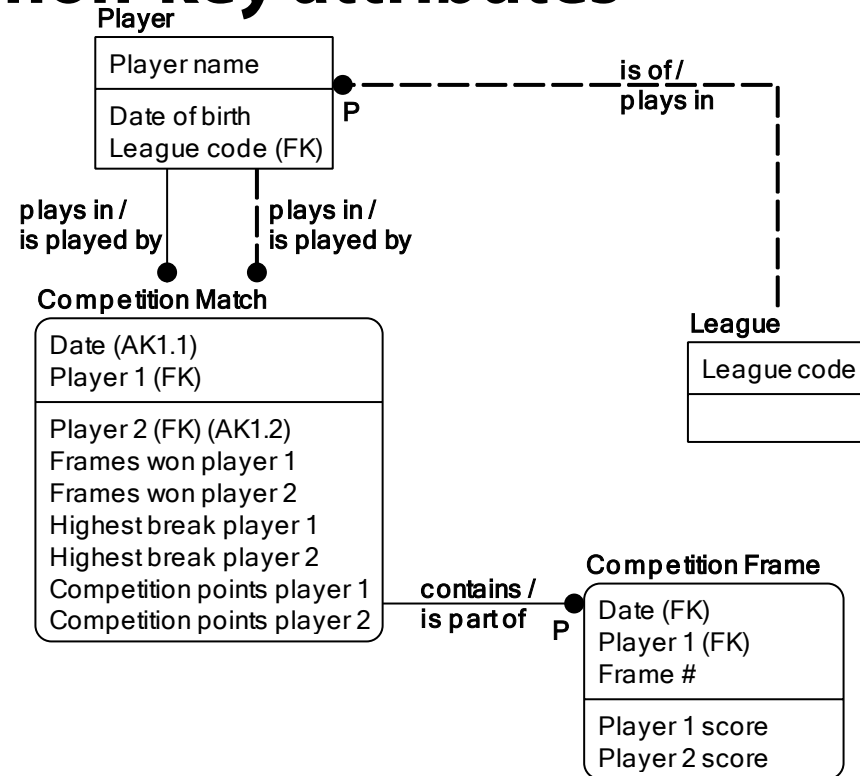 non-key attributes
Player
Player name
Date of birth
League code (FK)
P
is of /
plays in
plays in /
is played by
plays in /
is played by
Competition Match
Date (AK1.1)
Player 1 (FK)
Player 2 (FK) (AK1.2)
Frames won player 1
Frames won player 2
Highest break player 1
Highest break player 2
Competition points player 1
Competition points player 2
League
League code
contains /
is part of
P
Competition Frame
Date (FK)
Player 1 (FK)
Frame #
Player 1 score
Player 2 score